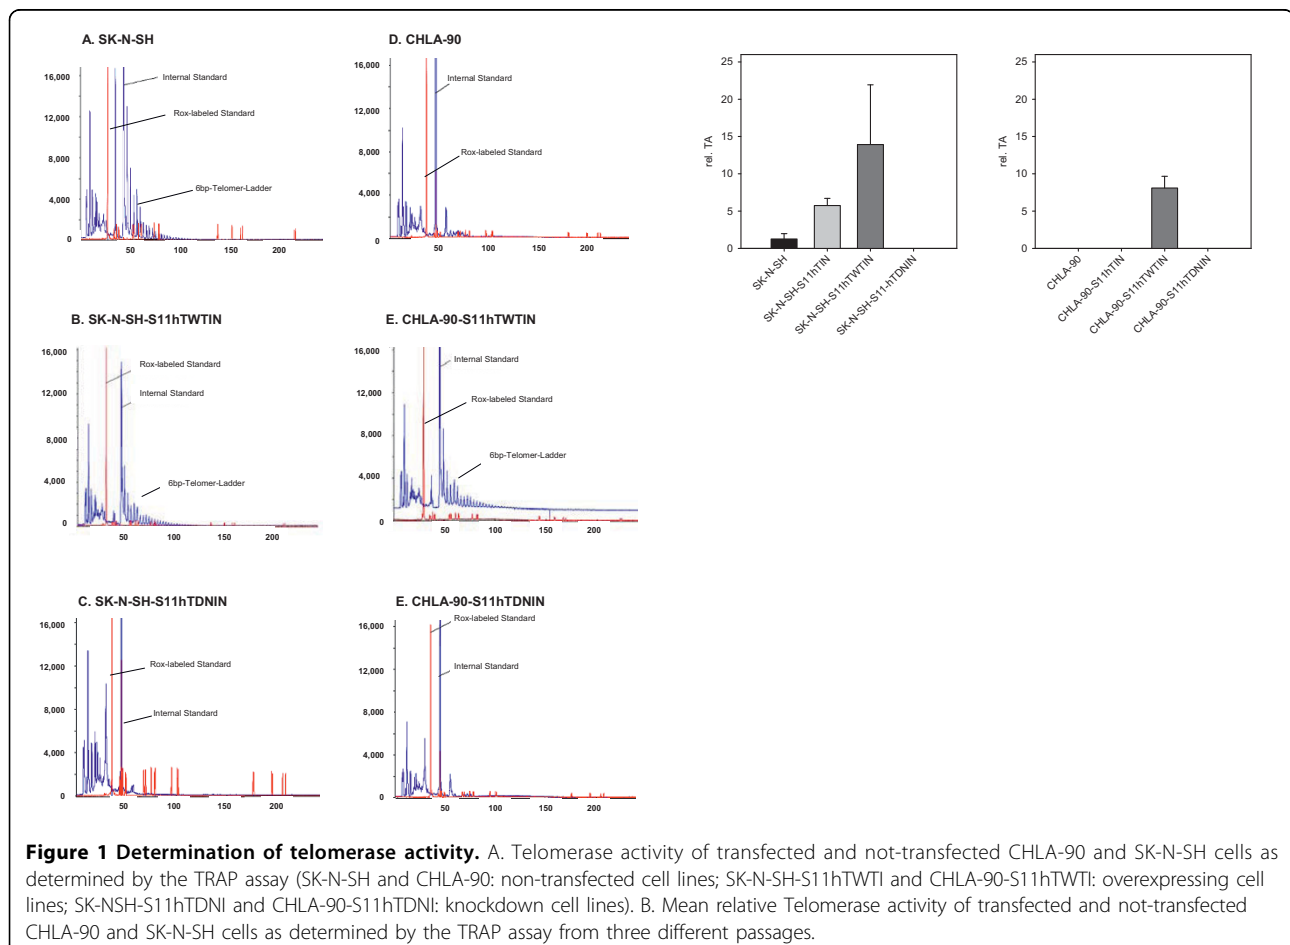 A. SK-N-SH
16,000
12,000
8,000
4,000
0
50
100
150
200
Internal Standard
Rox-labeled Standard
6bp-Telomer-Ladder
D. CHLA-90
16,000
12,000
8,000
4,000
0
50
100
150
200
Internal Standard
Rox-labeled Standard
25
20
15
10
5
0
rel. TA
SK-N-SH
SK-N-SH-S11hTIN
SK-N-SH-S11hTWTIN
SK-N-SH-S11-hTDNIN
25
20
15
10
5
0
rel. TA
CHLA-90
CHLA-90-S11hTIN
CHLA-90-S11hTWTIN
CHLA-90-S11hTDNIN
B. SK-N-SH-S11hTWTIN
16,000
12,000
8,000
4,000
0
50
100
150
200
Rox-labeled Standard
Internal Standard
6bp-Telomer-Ladder
E. CHLA-90-S11hTWTIN
16,000
12,000
8,000
4,000
0
50
100
150
200
Internal Standard
Rox-labeled Standard
6bp-Telomer-Ladder
C. SK-N-SH-S11hTDNIN
16,000
12,000
8,000
4,000
0
50
100
150
200
Rox-labeled Standard
Internal Standard
E. CHLA-90-S11hTDNIN
16,000
12,000
8,000
4,000
0
50
100
150
200
Rox-labeled Standard
Internal Standard
Figure 1 Determination of telomerase activity. A. Telomerase activity of transfected and not-transfected CHLA-90 and SK-N-SH cells as
determined by the TRAP assay (SK-N-SH and CHLA-90: non-transfected cell lines; SK-N-SH-S11hTWTI and CHLA-90-S11hTWTI: overexpressing cell
lines; SK-NSH-S11hTDNI and CHLA-90-S11hTDNI: knockdown cell lines). B. Mean relative Telomerase activity of transfected and not-transfected
CHLA-90 and SK-N-SH cells as determined by the TRAP assay from three different passages.